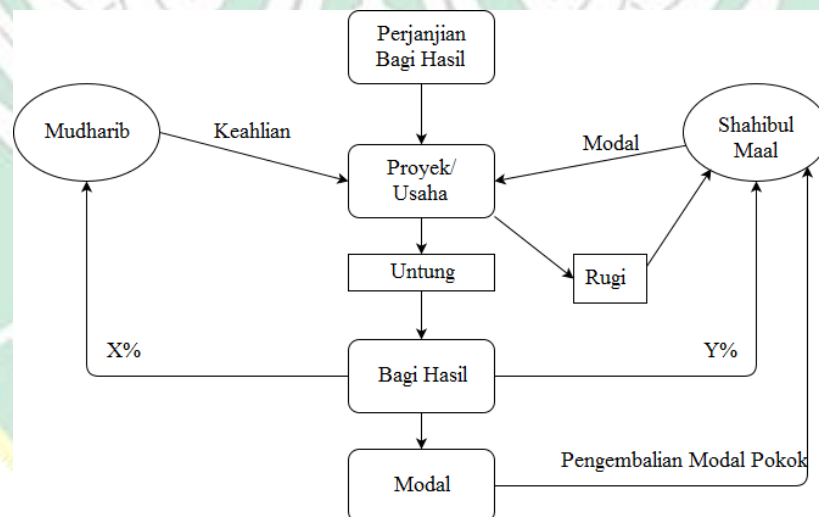 Perjanjian
Bagi Hasil
Mudharib
Keahlian
Modal
Shahibul
Maal
Proyek/
Usaha
Untung
Rugi
X%
Y%
Bagi Hasil
Modal
Pengembalian Modal Pokok